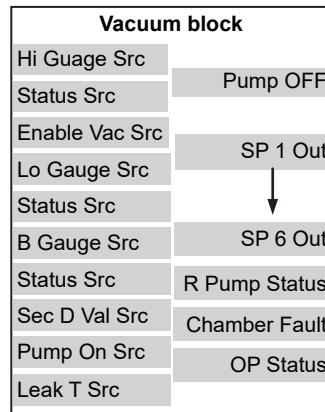 Vacuum block
Hi Guage Src
Status Src
Enable Vac Src
Lo Gauge Src
Status Src
B Gauge Src
Status Src
Sec D Val Src
Pump On Src
Leak T Src
Pump OFF
SP 1 Out
SP 6 Out
R Pump Status
Chamber Fault
OP Status